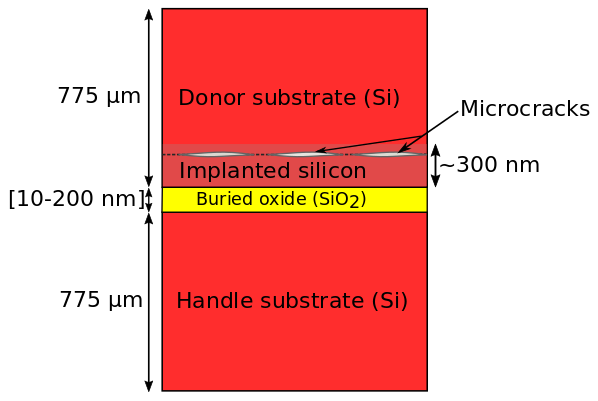 775 µm
Donor substrate (Si)
Microcracks
Implanted silicon
~300 nm
[10-200 nm]
Buried oxide (SiO2)
775 µm
Handle substrate (Si)